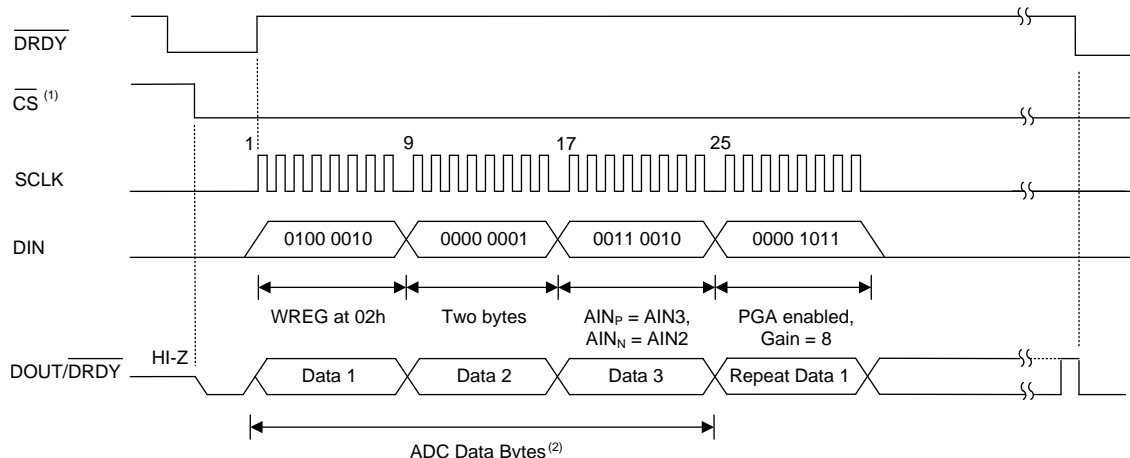 DRDY
CS (1)
1 9 17 25
SCLK
DIN
0100 0010 0000 0001 0011 0010 0000 1011
WREG at 02h
Two bytes
AINP = AIN3,
AINN = AIN2
PGA enabled,
Gain = 8
HI-Z
DOUT/DRDY
Data 1 Data 2 Data 3 Repeat Data 1
ADC Data Bytes(2)